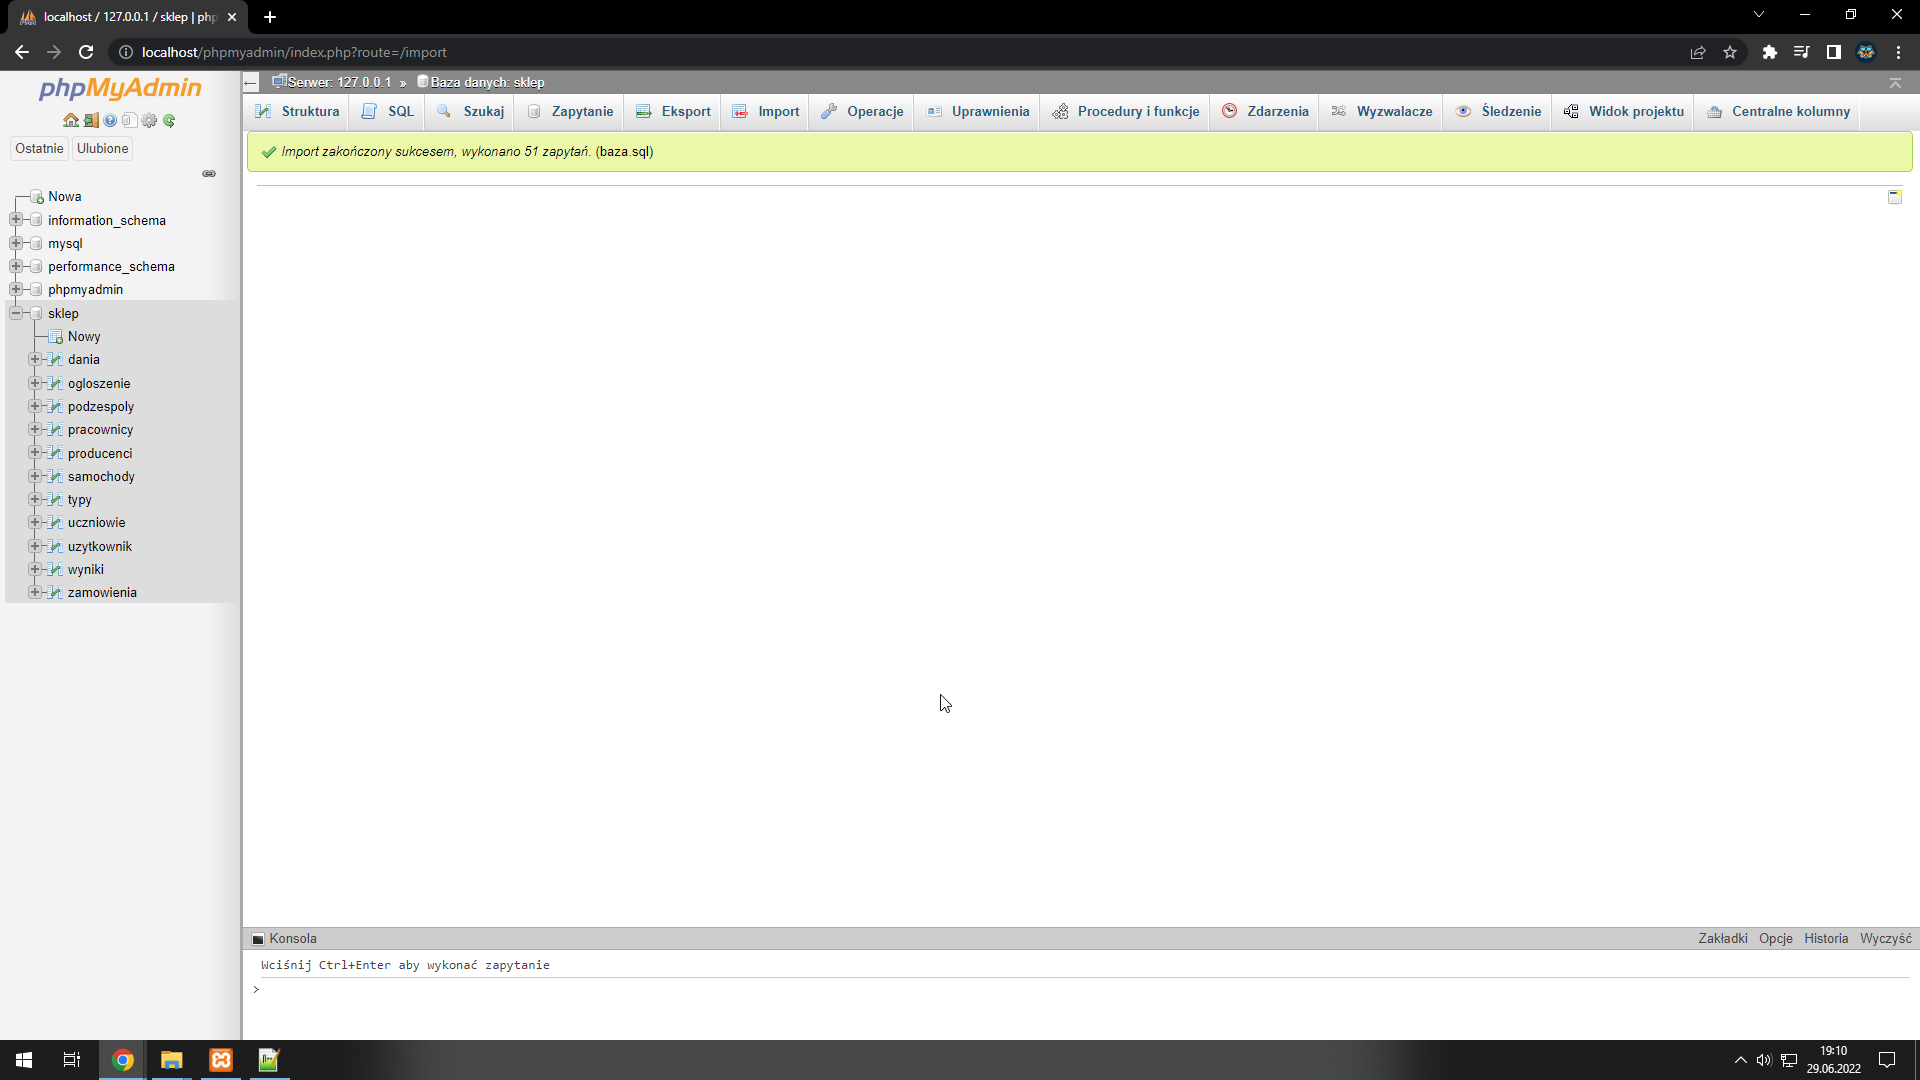 localhost / 127.0.0.1 / sklep | php
localhost/phpmyadmin/index.php?route=/import
phpMyAdmin
Ostatnie Ulubione
Nowa
information_schema
mysql
performance_schema
phpmyadmin
sklep
Nowy
dania
ogloszenie
podzespoly
pracownicy
producenci
samochody
typy
uczniowie
uzytkownik
wyniki
zamowienia
Serwer: 127.0.0.1 » Baza danych: sklep
Struktura SQL Szukaj Zapytanie Eksport Import Operacje Uprawnienia Procedury i funkcje Zdarzenia Wyzwalacze Śledzenie Widok projektu Centralne kolumny
Import zakończony sukcesem, wykonano 51 zapytań. (baza.sql)
Konsola Zakładki Opcje Historia Wyczyść
Wciśnij Ctrl+Enter aby wykonać zapytanie
>
19:10
29.06.2022